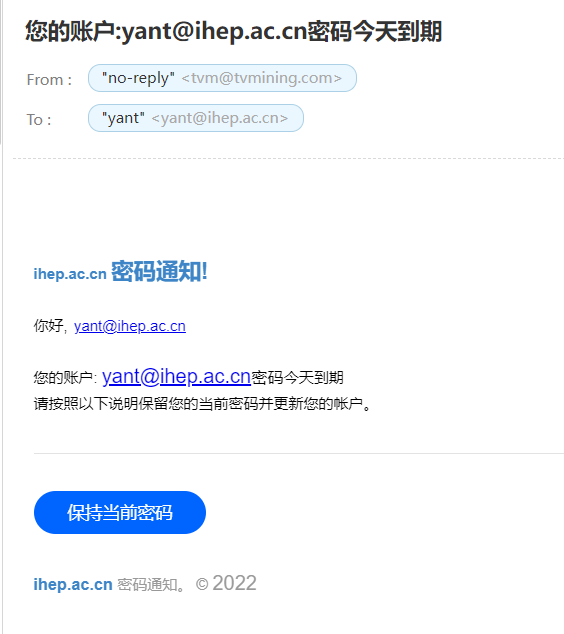 您的账户:yant@ihep.ac.cn密码今天到期
From : "no-reply" <tvm@tvmining.com>
To : "yant" <yant@ihep.ac.cn>
ihep.ac.cn 密码通知!
你好, yant@ihep.ac.cn
您的账户: yant@ihep.ac.cn密码今天到期
请按照以下说明保留您的当前密码并更新您的帐户。
保持当前密码
ihep.ac.cn 密码通知。 © 2022